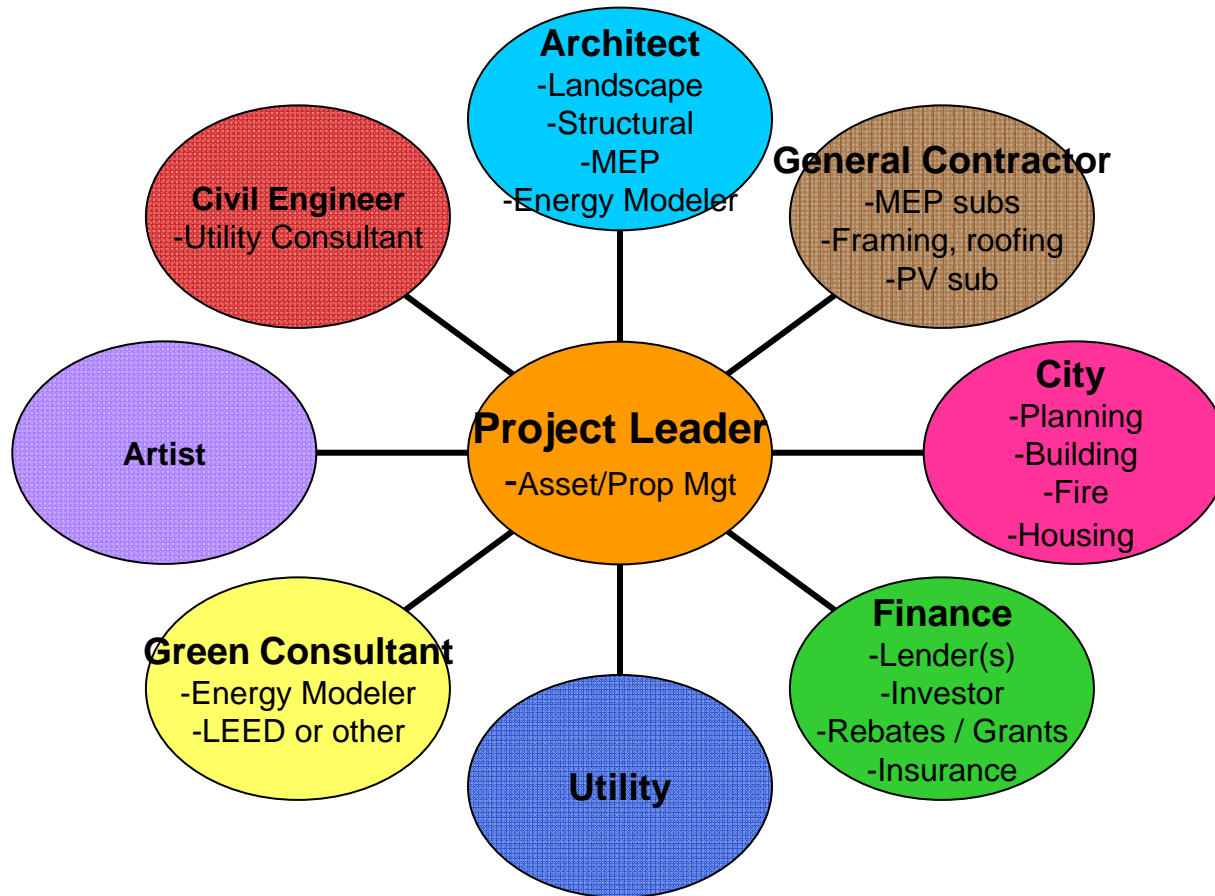 Architect
-Landscape
-Structural
-MEP
-Energy Modeler
General Contractor
-MEP subs
-Framing, roofing
-PV sub
Civil Engineer
-Utility Consultant
City
-Planning
-Building
-Fire
-Housing
Project Leader
-Asset/Prop Mgt
Artist
Finance
-Lender(s)
-Investor
-Rebates / Grants
-Insurance
Green Consultant
-Energy Modeler
-LEED or other
Utility